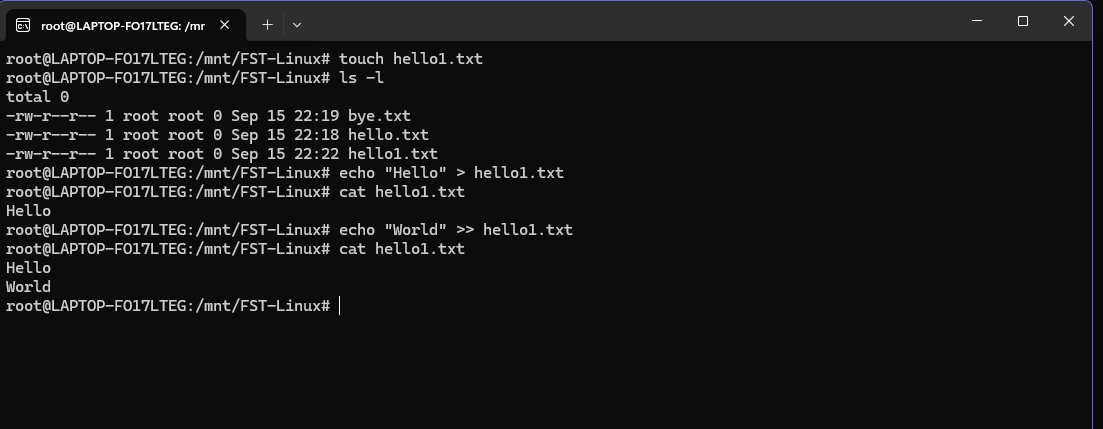 root@LAPTOP-FO17LTEG: /mr
root@LAPTOP-FO17LTEG:/mnt/FST-Linux# touch hello1.txt
root@LAPTOP-FO17LTEG:/mnt/FST-Linux# ls -l
total 0
-rw-r--r-- 1 root root 0 Sep 15 22:19 bye.txt
-rw-r--r-- 1 root root 0 Sep 15 22:18 hello.txt
-rw-r--r-- 1 root root 0 Sep 15 22:22 hello1.txt
root@LAPTOP-FO17LTEG:/mnt/FST-Linux# echo "Hello" > hello1.txt
root@LAPTOP-FO17LTEG:/mnt/FST-Linux# cat hello1.txt
Hello
root@LAPTOP-FO17LTEG:/mnt/FST-Linux# echo "World" >> hello1.txt
root@LAPTOP-FO17LTEG:/mnt/FST-Linux# cat hello1.txt
Hello
World
root@LAPTOP-FO17LTEG:/mnt/FST-Linux#